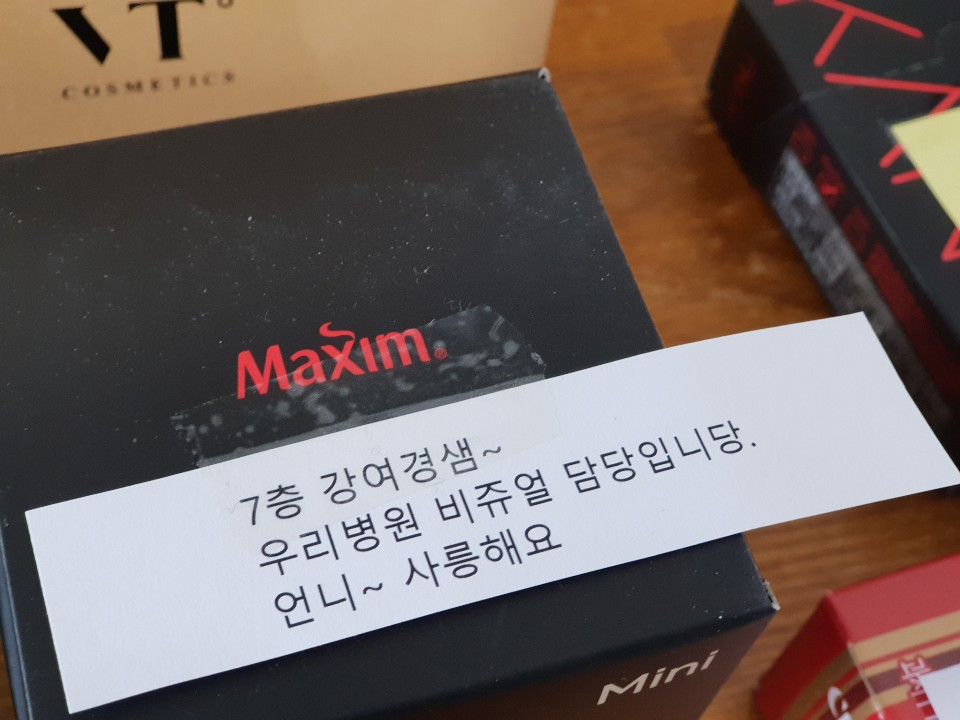 VT
COSMETICS
Maxim®
7층 강여경샘~
우리병원 비쥬얼 담당입니당.
언니~ 사릉해요
Mini